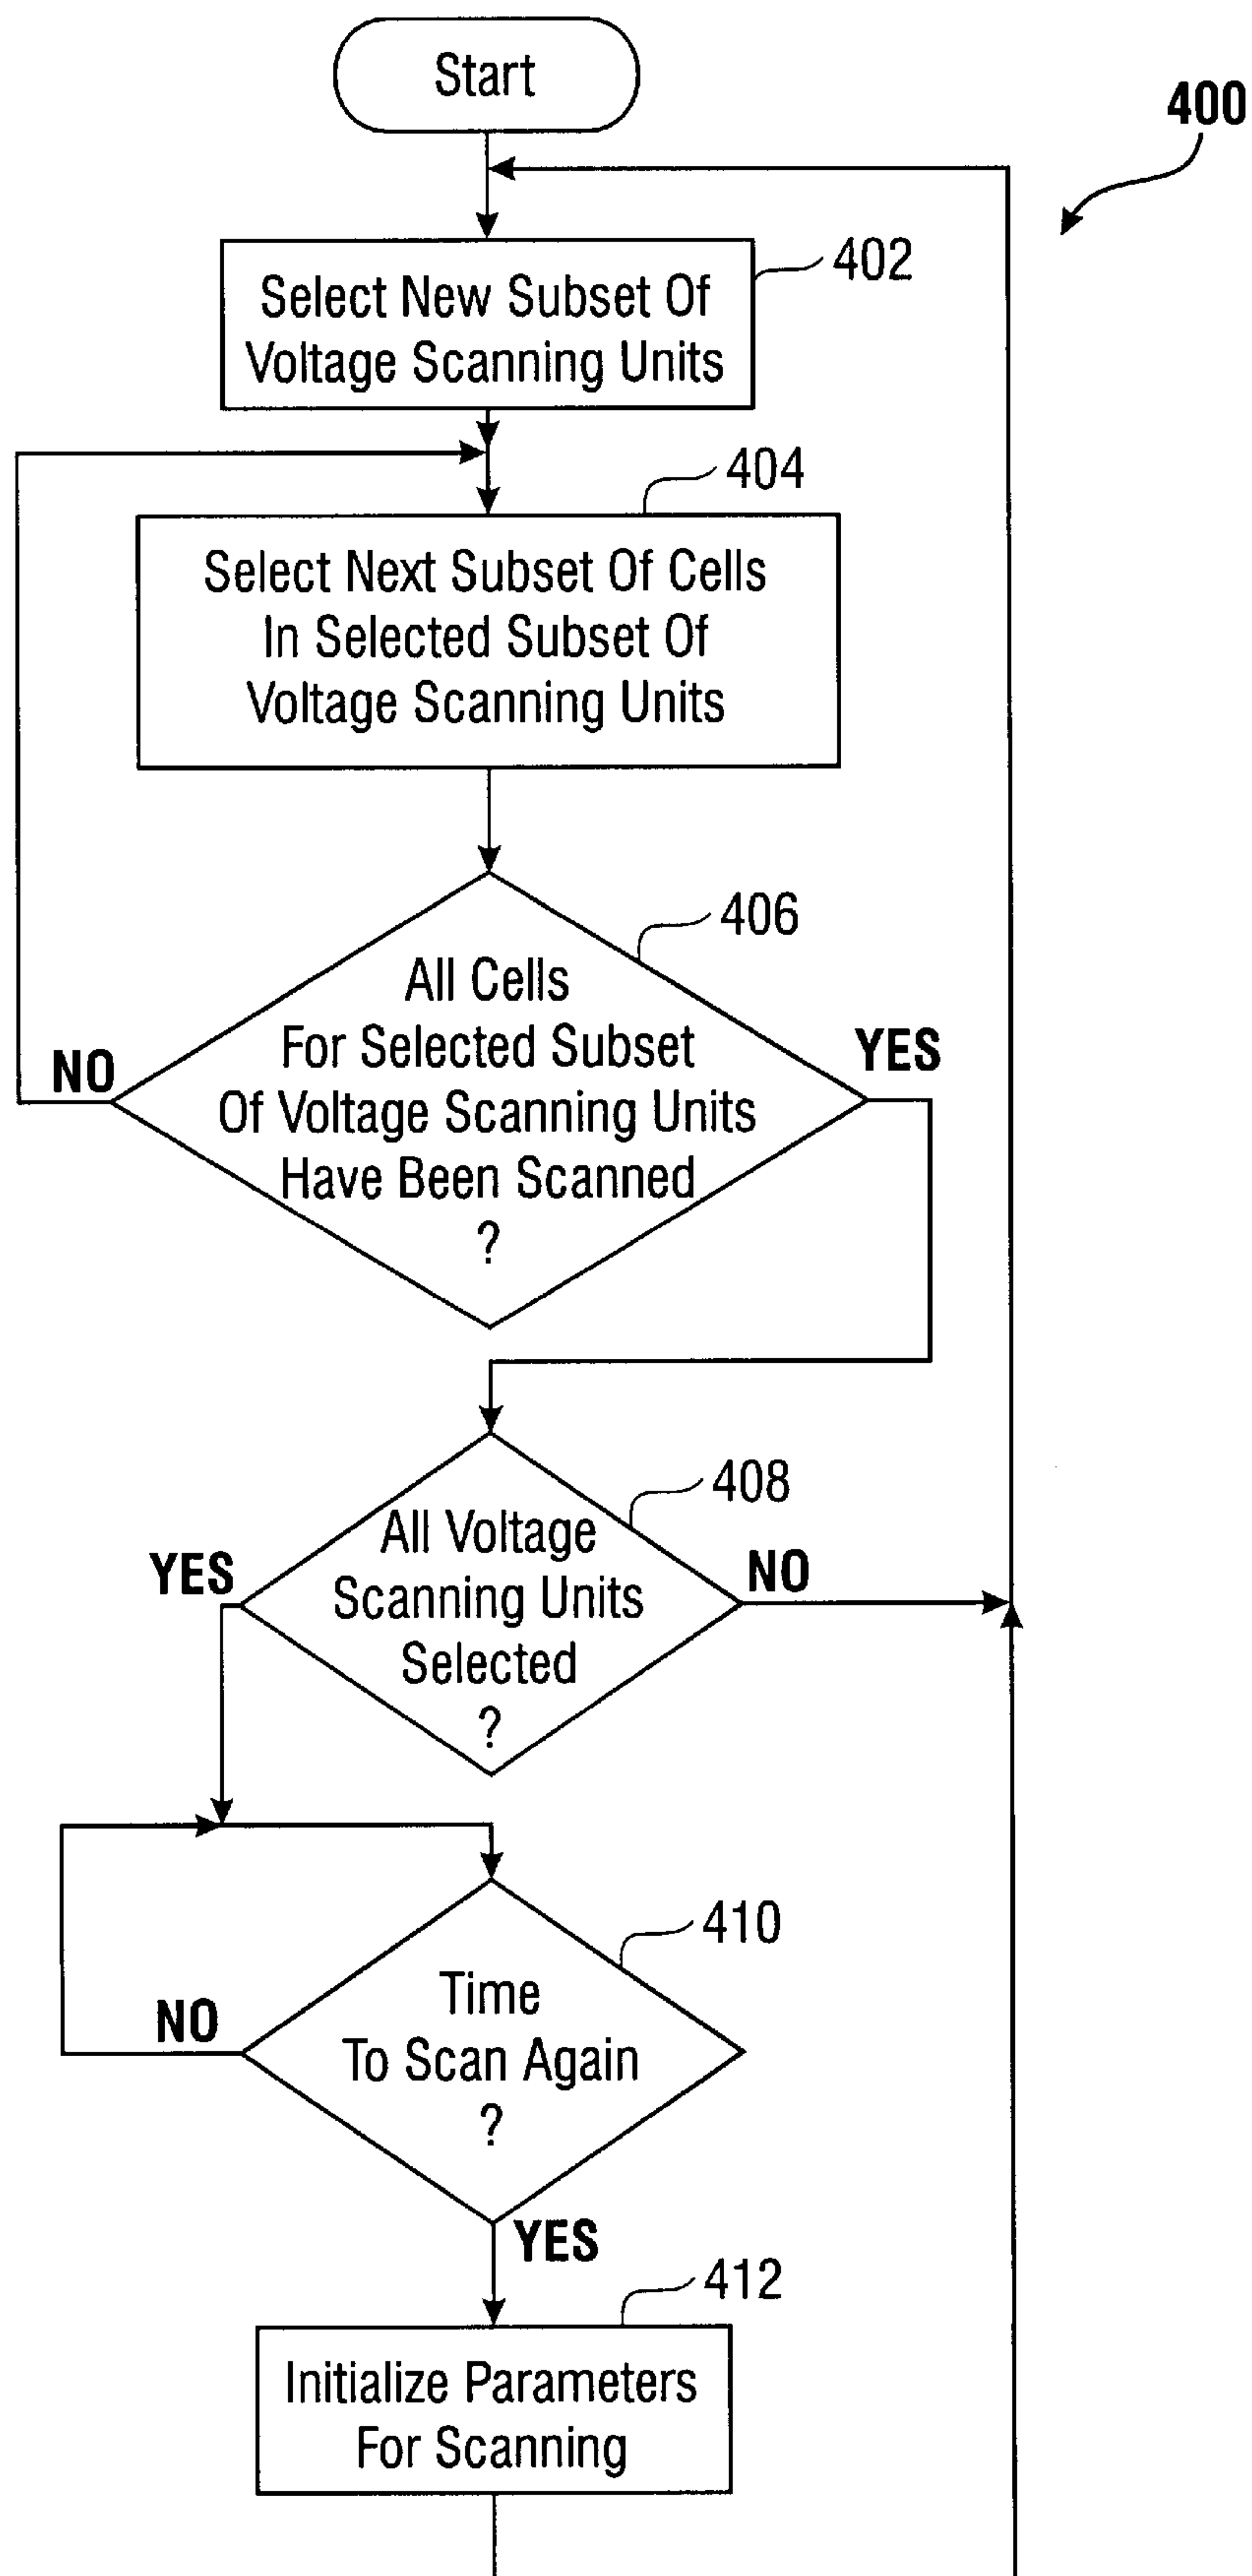 Start
400
402
Select New Subset Of
Voltage Scanning Units
404
Select Next Subset Of Cells
In Selected Subset Of
Voltage Scanning Units
406
All Cells
For Selected Subset
Of Voltage Scanning Units
Have Been Scanned
?
NO
YES
408
All Voltage
Scanning Units
Selected
?
YES
NO
410
Time
To Scan Again
?
NO
YES
412
Initialize Parameters
For Scanning